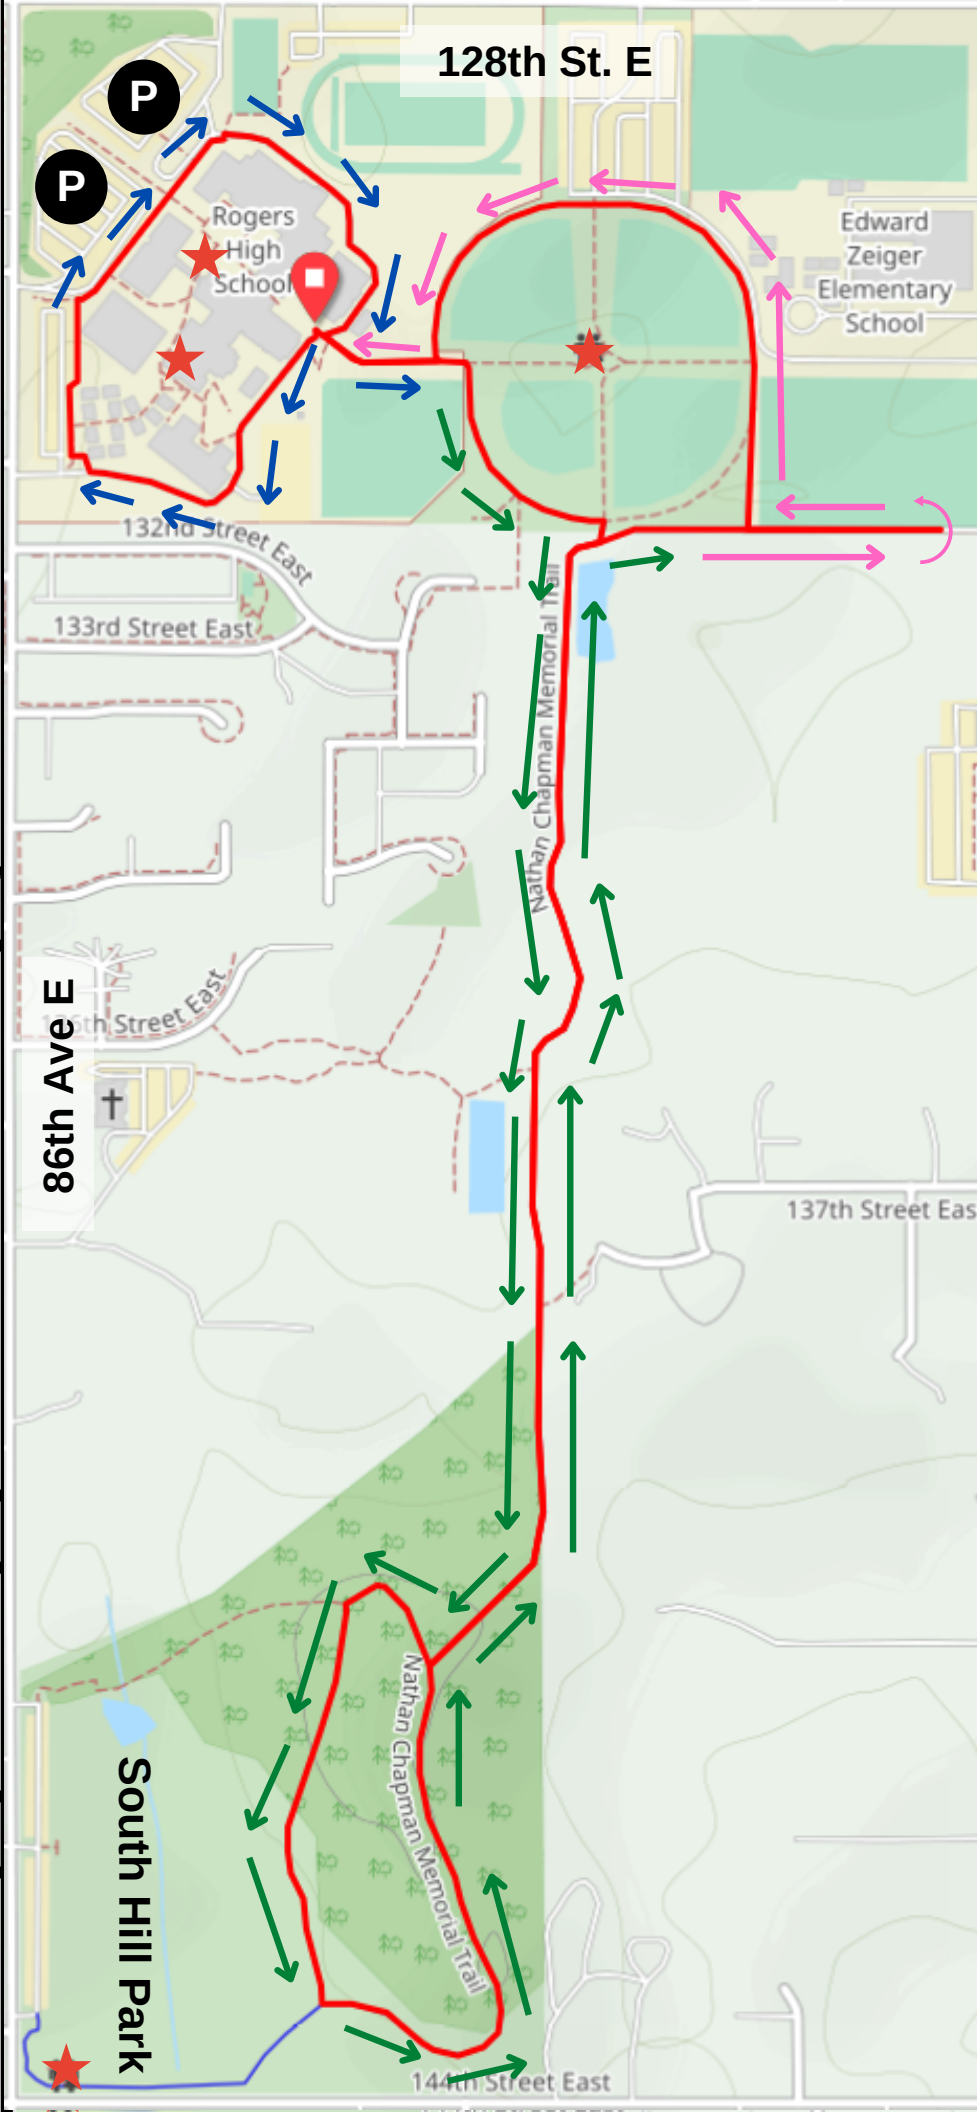 128th St. E
P
P
Rogers
High
School
Edward
Zeiger
Elementary
School
132nd Street East
133rd Street East
Nathan Chapman Memorial Trail
86th Ave E
136th Street East
137th Street Eas
Nathan Chapman Memorial Trail
South Hill Park
144th Street East